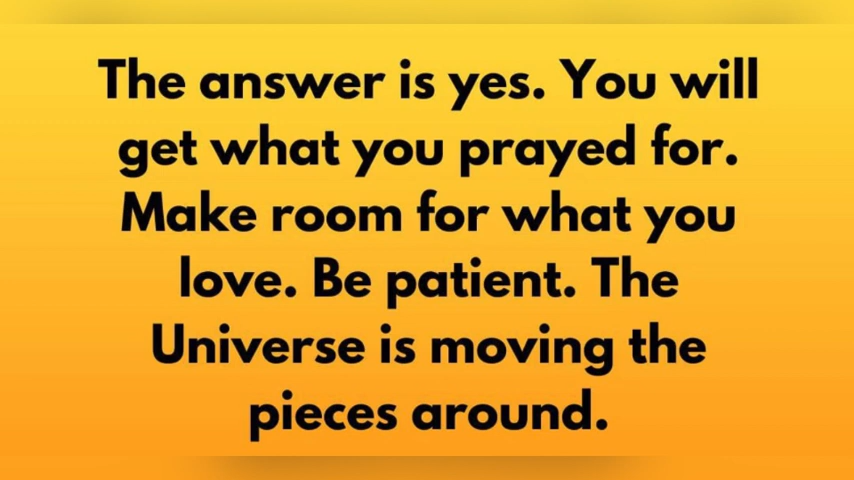 The answer is yes. You will
get what you prayed for.
Make room for what you
love. Be patient. The
Universe is moving the
pieces around.